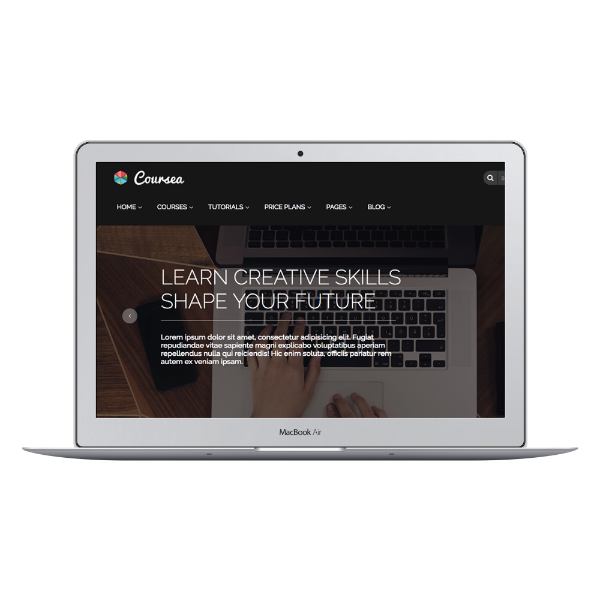 Coursea
HOME COURSES TUTORIALS PRICE PLANS PAGES BLOG
LEARN CREATIVE SKILLS
SHAPE YOUR FUTURE
Lorem ipsum dolor sit amet, consectetur adipisicing elit. Fugiat
repudiandae vitae sapiente magni explicabo voluptatibus aperiam
repellendus nulla qui reiciendis! Hic enim soluta, officiis pariatur rem
autem ex veniam ipsam.
MacBook Air